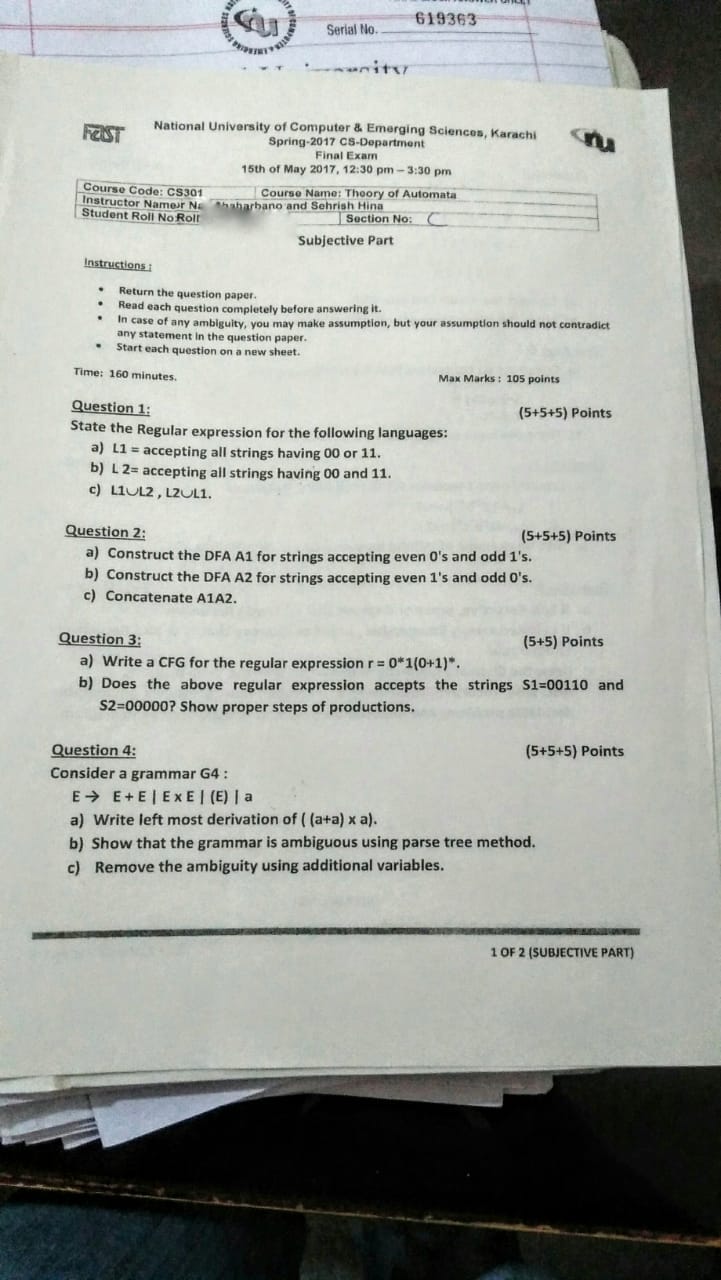 Serial No. 619363
FAST
nu
National University of Computer & Emerging Sciences, Karachi
Spring-2017 CS-Department
Final Exam
15th of May 2017, 12:30 pm – 3:30 pm
Course Code: CS301 Course Name: Theory of Automata
Instructor Name Shaharbano and Sehrish Hina
Student Roll No: Section No: C
Subjective Part
Instructions :
• Return the question paper.
• Read each question completely before answering it.
• In case of any ambiguity, you may make assumption, but your assumption should not contradict
any statement in the question paper.
• Start each question on a new sheet.
Time: 160 minutes. Max Marks : 105 points
Question 1: (5+5+5) Points
State the Regular expression for the following languages:
a) L1 = accepting all strings having 00 or 11.
b) L 2= accepting all strings having 00 and 11.
c) L1∪L2 , L2∪L1.
Question 2: (5+5+5) Points
a) Construct the DFA A1 for strings accepting even 0's and odd 1's.
b) Construct the DFA A2 for strings accepting even 1's and odd 0's.
c) Concatenate A1A2.
Question 3: (5+5) Points
a) Write a CFG for the regular expression r = 0*1(0+1)*.
b) Does the above regular expression accepts the strings S1=00110 and
S2=00000? Show proper steps of productions.
Question 4: (5+5+5) Points
Consider a grammar G4 :
E → E + E | E x E | (E) | a
a) Write left most derivation of ( (a+a) x a).
b) Show that the grammar is ambiguous using parse tree method.
c) Remove the ambiguity using additional variables.
1 OF 2 (SUBJECTIVE PART)